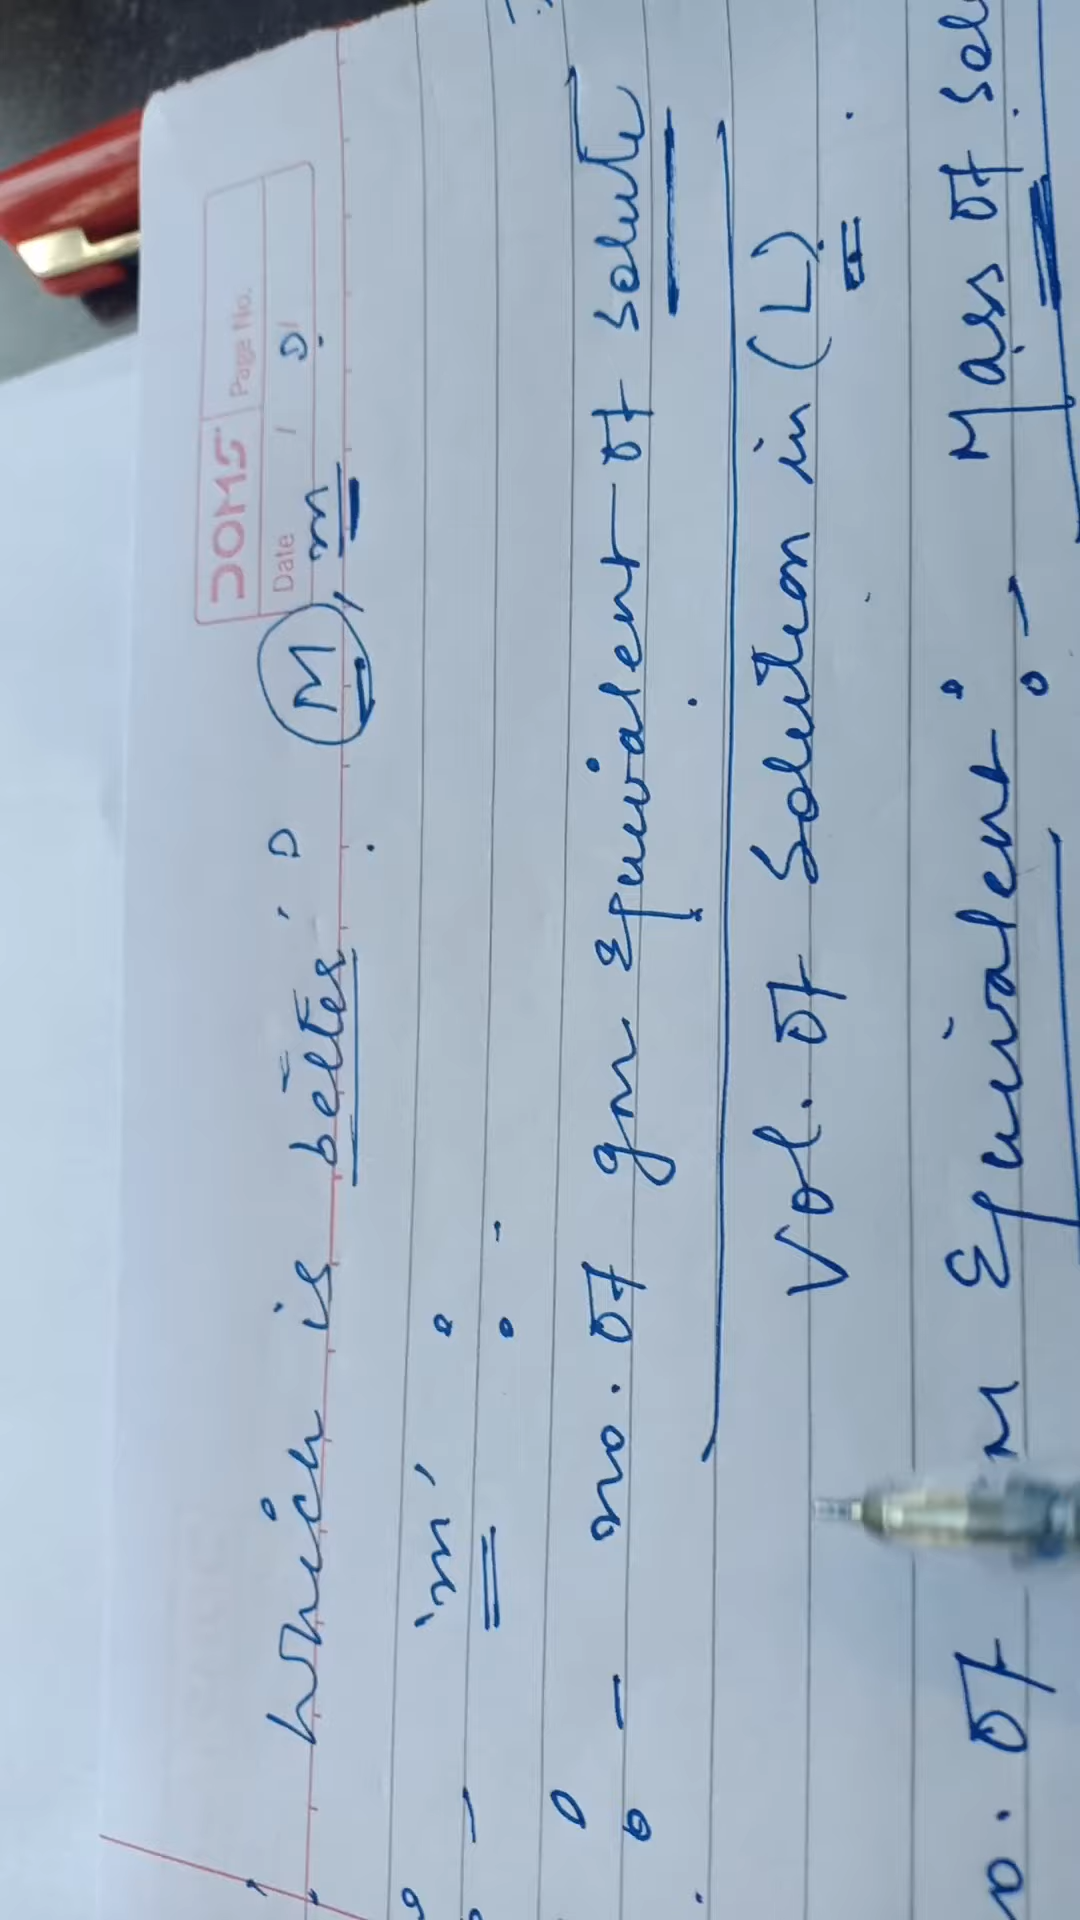 DOMS Page No.
Date / /
which is better. M, m
'm' :-
:- no. of gm Equivalent of solute
Vol. of Solution in (L)
of Equivalent :- Mass of